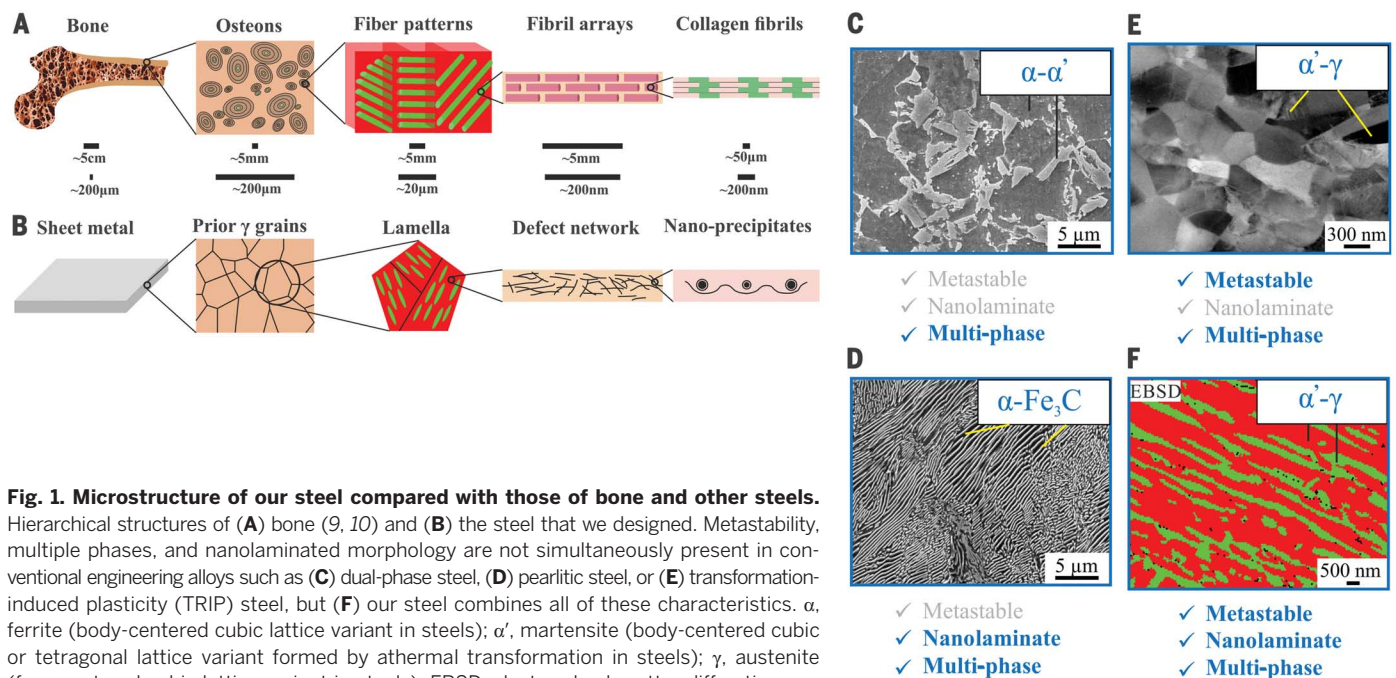 A
Bone
Osteons
Fiber patterns
Fibril arrays
Collagen fibrils
~5cm
~5mm
~5mm
~5mm
~50µm
~200µm
~200µm
~20µm
~200nm
~200nm
B
Sheet metal
Prior γ grains
Lamella
Defect network
Nano-precipitates
C
α-α'
5 µm
✓ Metastable
✓ Nanolaminate
✓ Multi-phase
E
α'-γ
300 nm
✓ Metastable
✓ Nanolaminate
✓ Multi-phase
D
α-Fe₃C
5 µm
✓ Metastable
✓ Nanolaminate
✓ Multi-phase
F
EBSD
α'-γ
500 nm
✓ Metastable
✓ Nanolaminate
✓ Multi-phase
Fig. 1. Microstructure of our steel compared with those of bone and other steels.
Hierarchical structures of (A) bone (9, 10) and (B) the steel that we designed. Metastability,
multiple phases, and nanolaminated morphology are not simultaneously present in con-
ventional engineering alloys such as (C) dual-phase steel, (D) pearlitic steel, or (E) transformation-
induced plasticity (TRIP) steel, but (F) our steel combines all of these characteristics. α,
ferrite (body-centered cubic lattice variant in steels); α′, martensite (body-centered cubic
or tetragonal lattice variant formed by athermal transformation in steels); γ, austenite